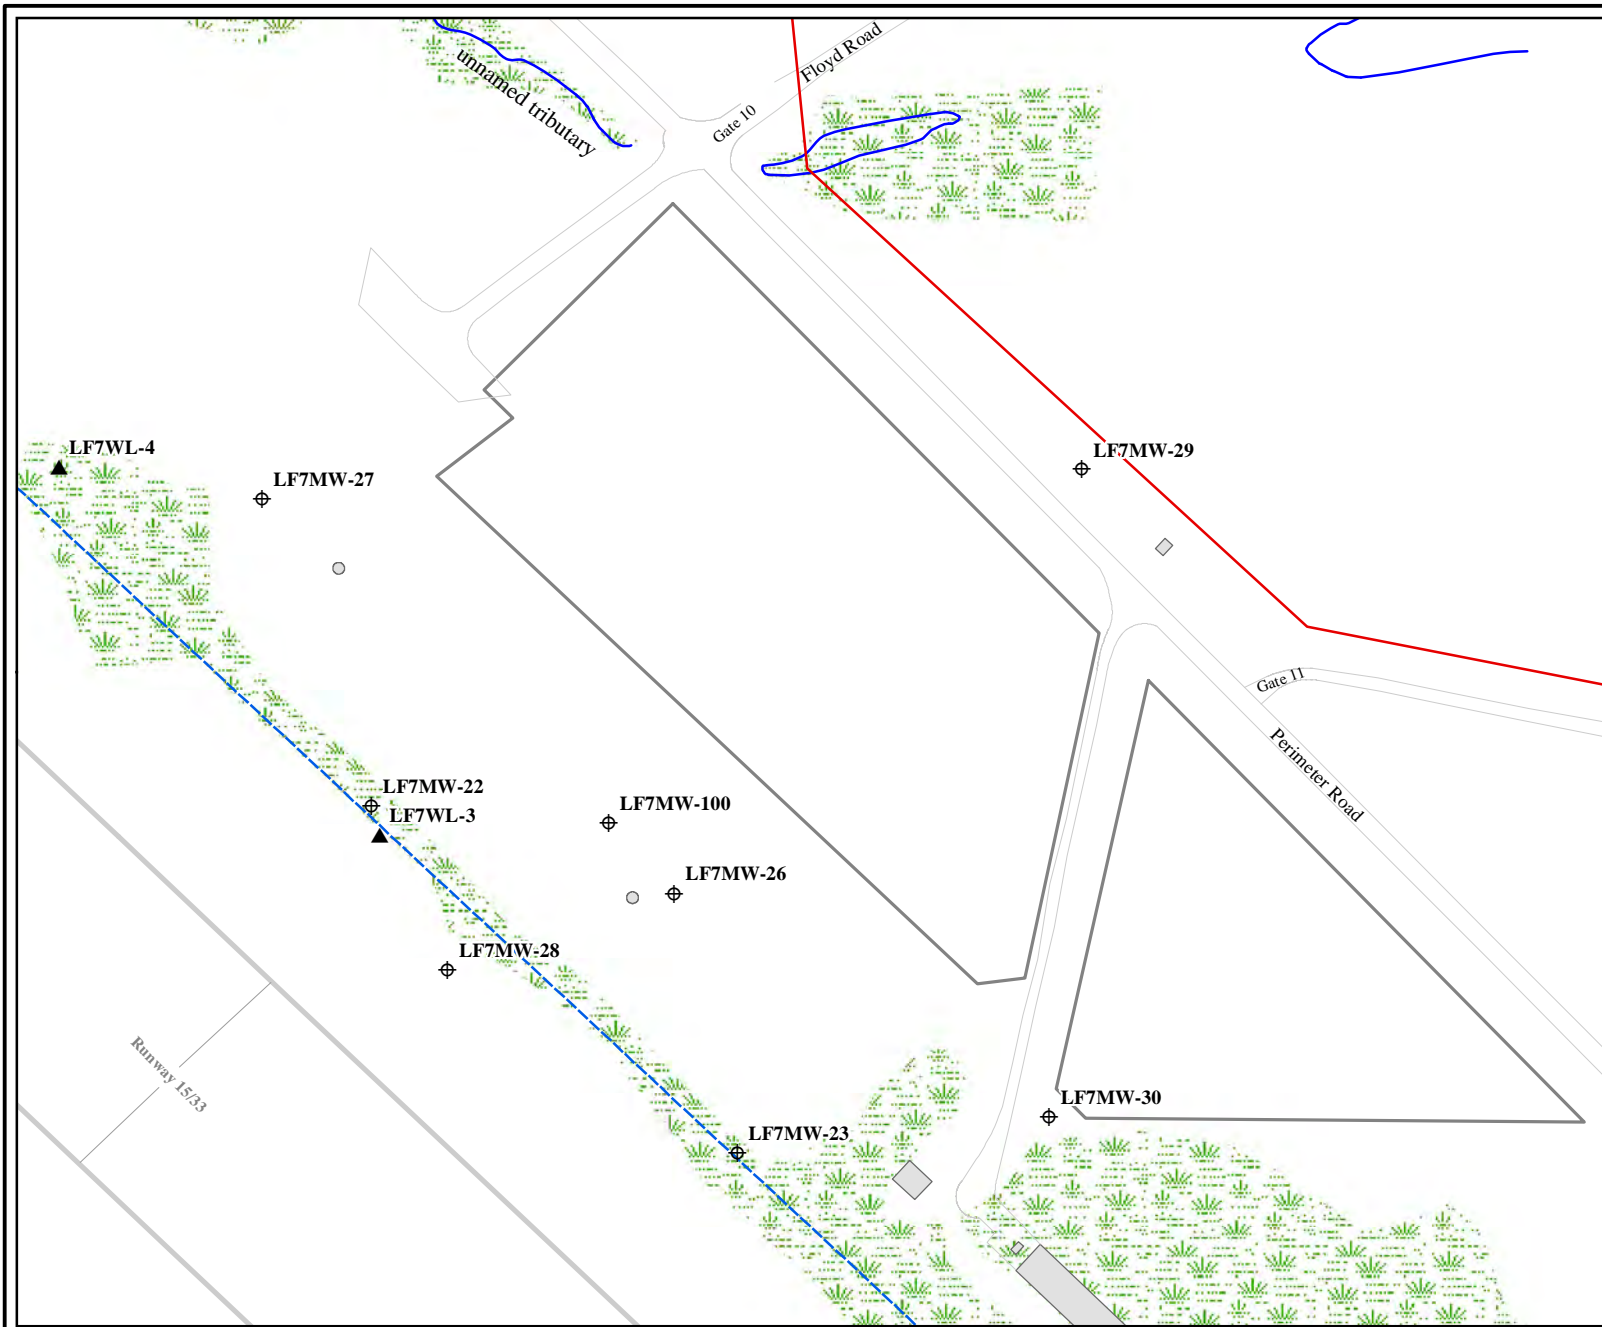 Floyd Road
unnamed tributary
Gate 10
LF7WL-4
LF7MW-29
LF7MW-27
Gate 11
Perimeter Road
LF7MW-22
LF7WL-3
LF7MW-100
LF7MW-26
LF7MW-28
Runway 15/33
LF7MW-30
LF7MW-23